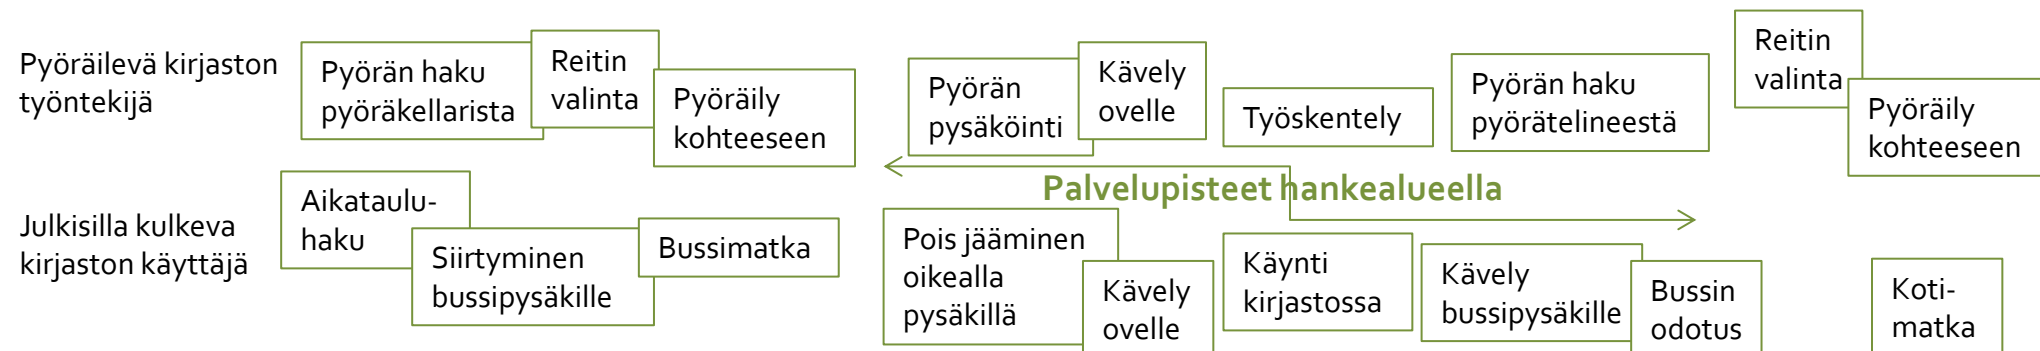 Pyöräilevä kirjaston
työntekijä
Pyörän haku
pyöräkellarista
Reitin
valinta
Pyöräily
kohteeseen
Pyörän
pysäköinti
Kävely
ovelle
Työskentely
Pyörän haku
pyörätelineestä
Reitin
valinta
Pyöräily
kohteeseen
Palvelupisteet hankealueella
Julkisilla kulkeva
kirjaston käyttäjä
Aikataulu-
haku
Siirtyminen
bussipysäkille
Bussimatka
Pois jääminen
oikealla
pysäkillä
Kävely
ovelle
Käynti
kirjastossa
Kävely
bussipysäkille
Bussin
odotus
Koti-
matka